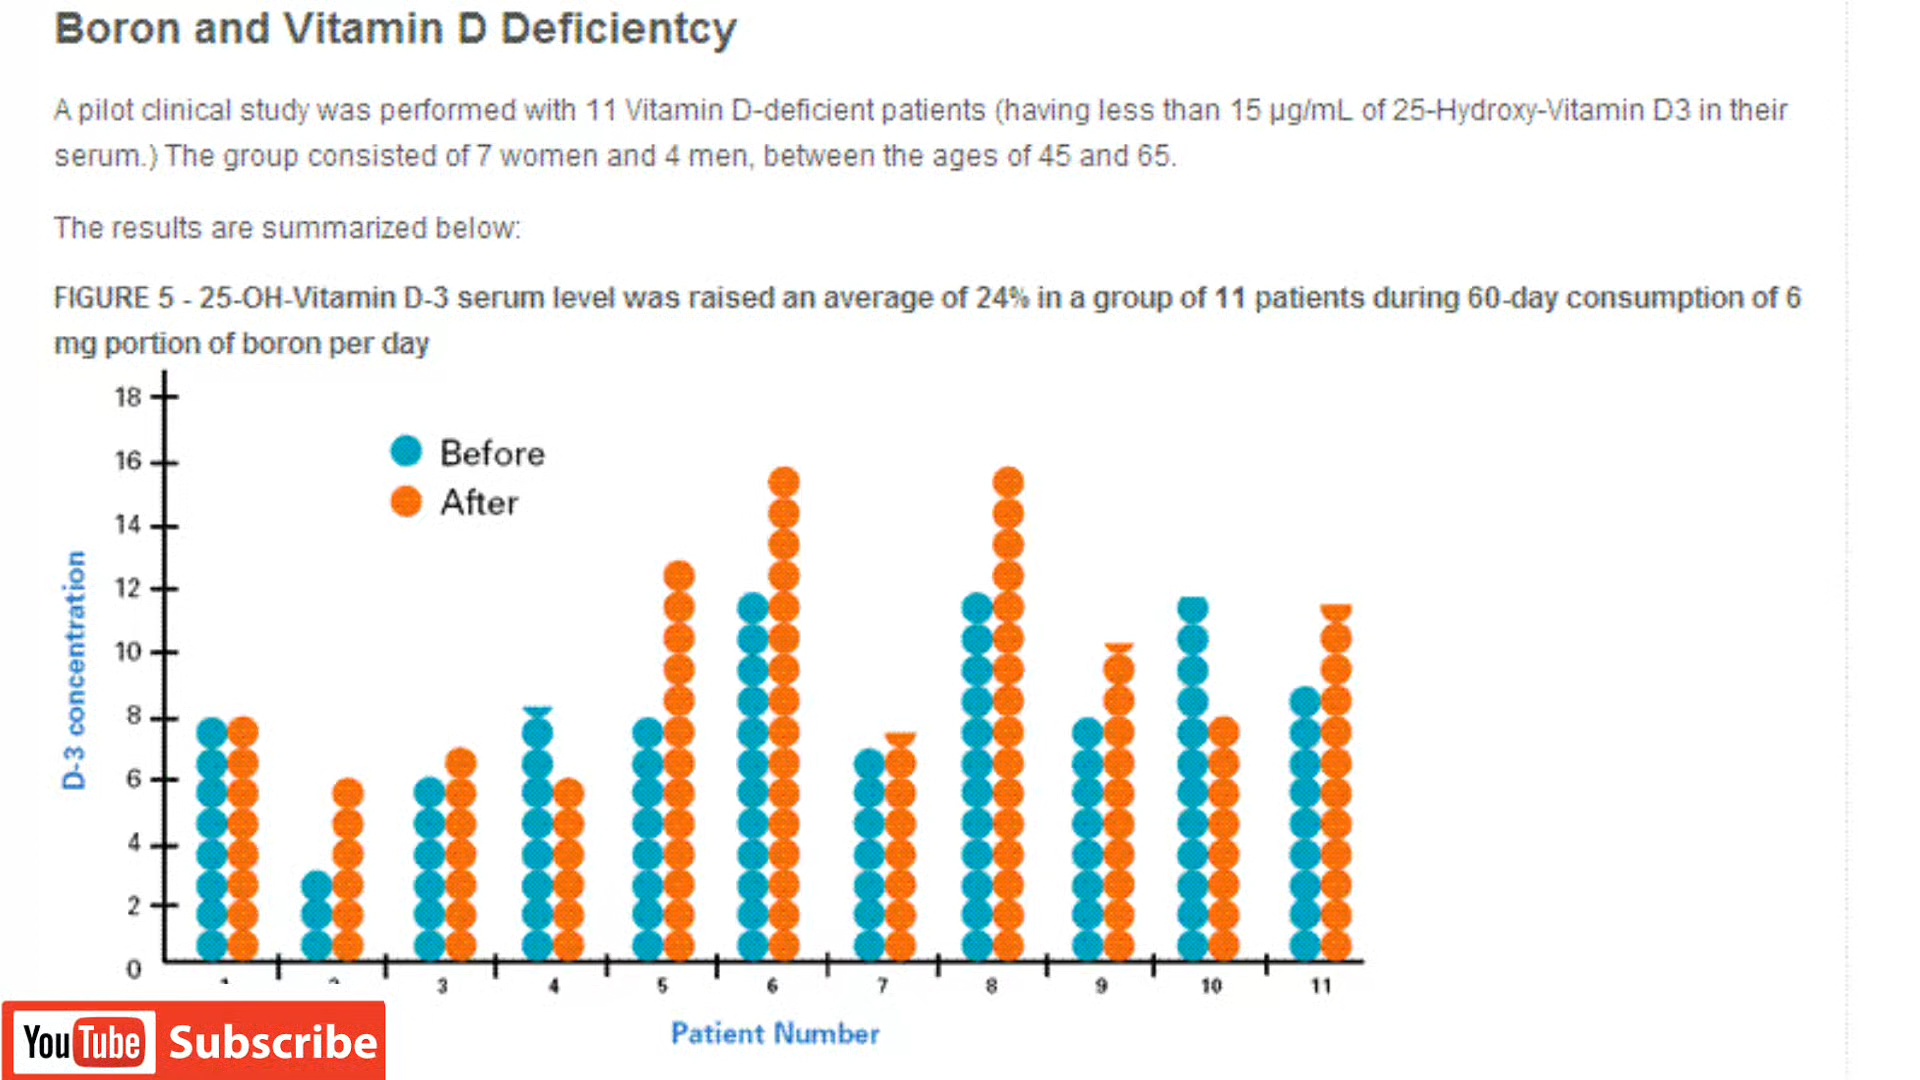 Boron and Vitamin D Deficientcy
A pilot clinical study was performed with 11 Vitamin D-deficient patients (having less than 15 µg/mL of 25-Hydroxy-Vitamin D3 in their
serum.) The group consisted of 7 women and 4 men, between the ages of 45 and 65.
The results are summarized below:
FIGURE 5 - 25-OH-Vitamin D-3 serum level was raised an average of 24% in a group of 11 patients during 60-day consumption of 6
mg portion of boron per day
18
16
14
12
10
8
6
4
2
0
D-3 concentration
Before
After
3 4 5 6 7 8 9 10 11
Patient Number
YouTube Subscribe